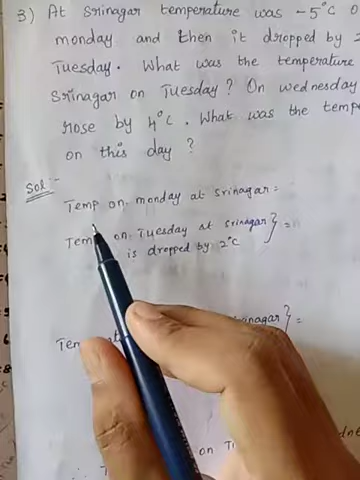 3) At Srinagar temperature was -5°C
monday and then it dropped by
Tuesday. What was the temperature
Srinagar on Tuesday? On wednesday
rose by 4°C. What was the
on this day?
Sol:-
Temp on monday at srinagar =
Temp on Tuesday at srinagar } =
is dropped by 2°C
srinagar } =
on